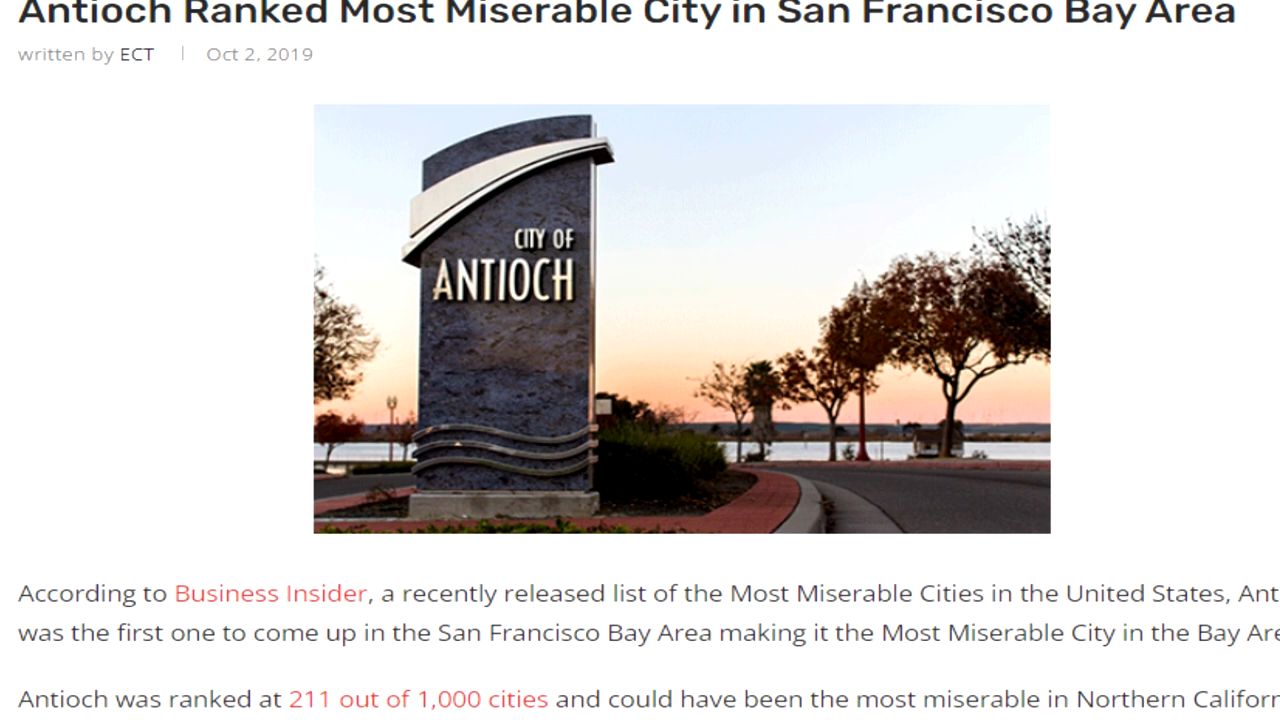 Antioch Ranked Most Miserable City in San Francisco Bay Area
written by ECT | Oct 2, 2019
CITY OF
ANTIOCH
According to Business Insider, a recently released list of the Most Miserable Cities in the United States, Ant
was the first one to come up in the San Francisco Bay Area making it the Most Miserable City in the Bay Are
Antioch was ranked at 211 out of 1,000 cities and could have been the most miserable in Northern Californ